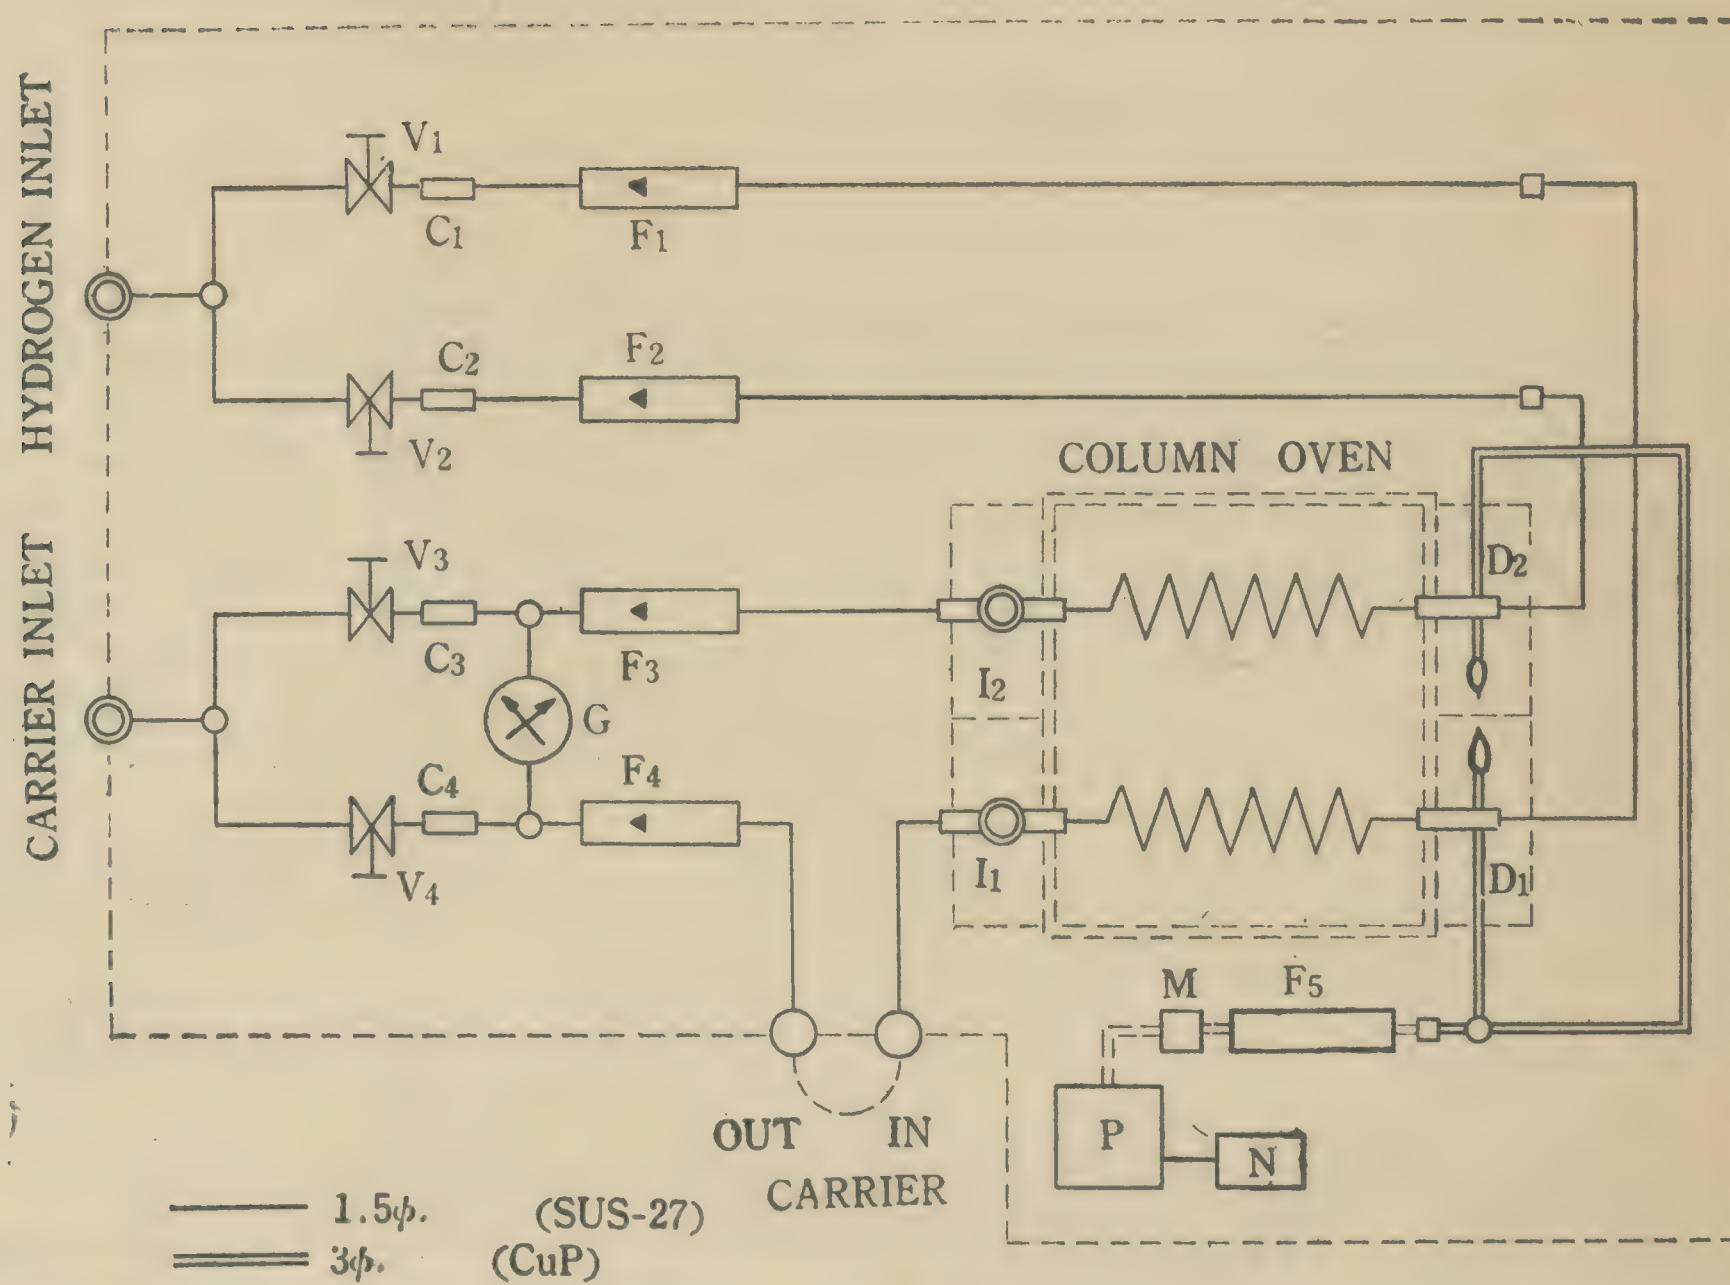 HYDROGEN INLET
V1
C1
F1
C2
F2
V2
COLUMN OVEN
CARRIER INLET
V3
D2
C3
F3
I2
G
C4
F4
V4
I1
D1
M
F5
OUT IN
CARRIER
P
N
1.5φ. (SUS-27)
3φ. (CuP)